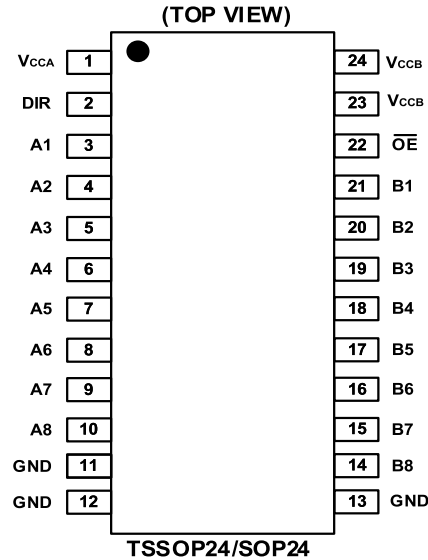 (TOP VIEW)
VCCA 1 24 VCCB
DIR 2 23 VCCB
A1 3 22 O̅E̅
A2 4 21 B1
A3 5 20 B2
A4 6 19 B3
A5 7 18 B4
A6 8 17 B5
A7 9 16 B6
A8 10 15 B7
GND 11 14 B8
GND 12 13 GND
TSSOP24/SOP24